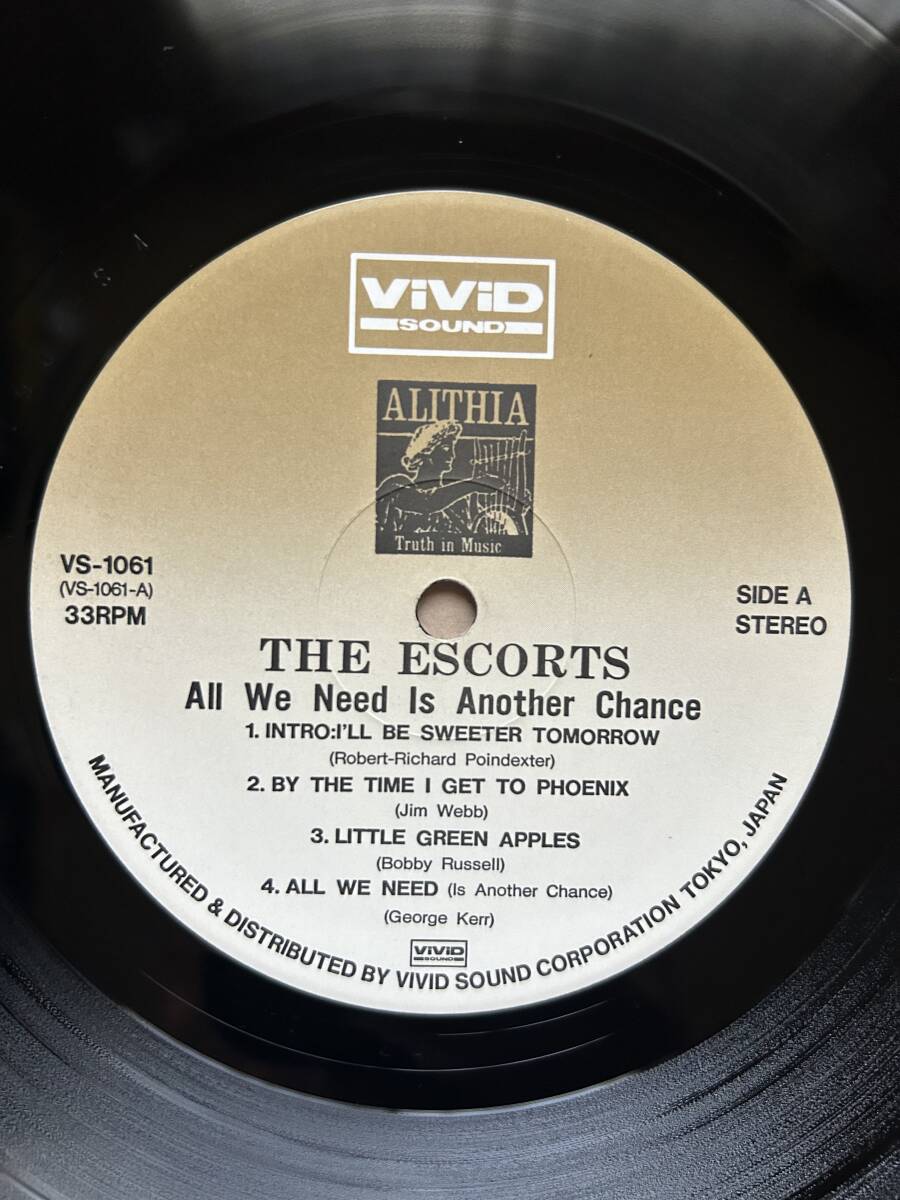 ViViD
SOUND
ALITHIA
Truth in Music
VS-1061
(VS-1061-A)
33RPM
SIDE A
STEREO
THE ESCORTS
All We Need Is Another Chance
1. INTRO:I'LL BE SWEETER TOMORROW
(Robert-Richard Poindexter)
2. BY THE TIME I GET TO PHOENIX
(Jim Webb)
3. LITTLE GREEN APPLES
(Bobby Russell)
4. ALL WE NEED (Is Another Chance)
(George Kerr)
ViViD
SOUND
MANUFACTURED & DISTRIBUTED BY VIVID SOUND CORPORATION TOKYO, JAPAN